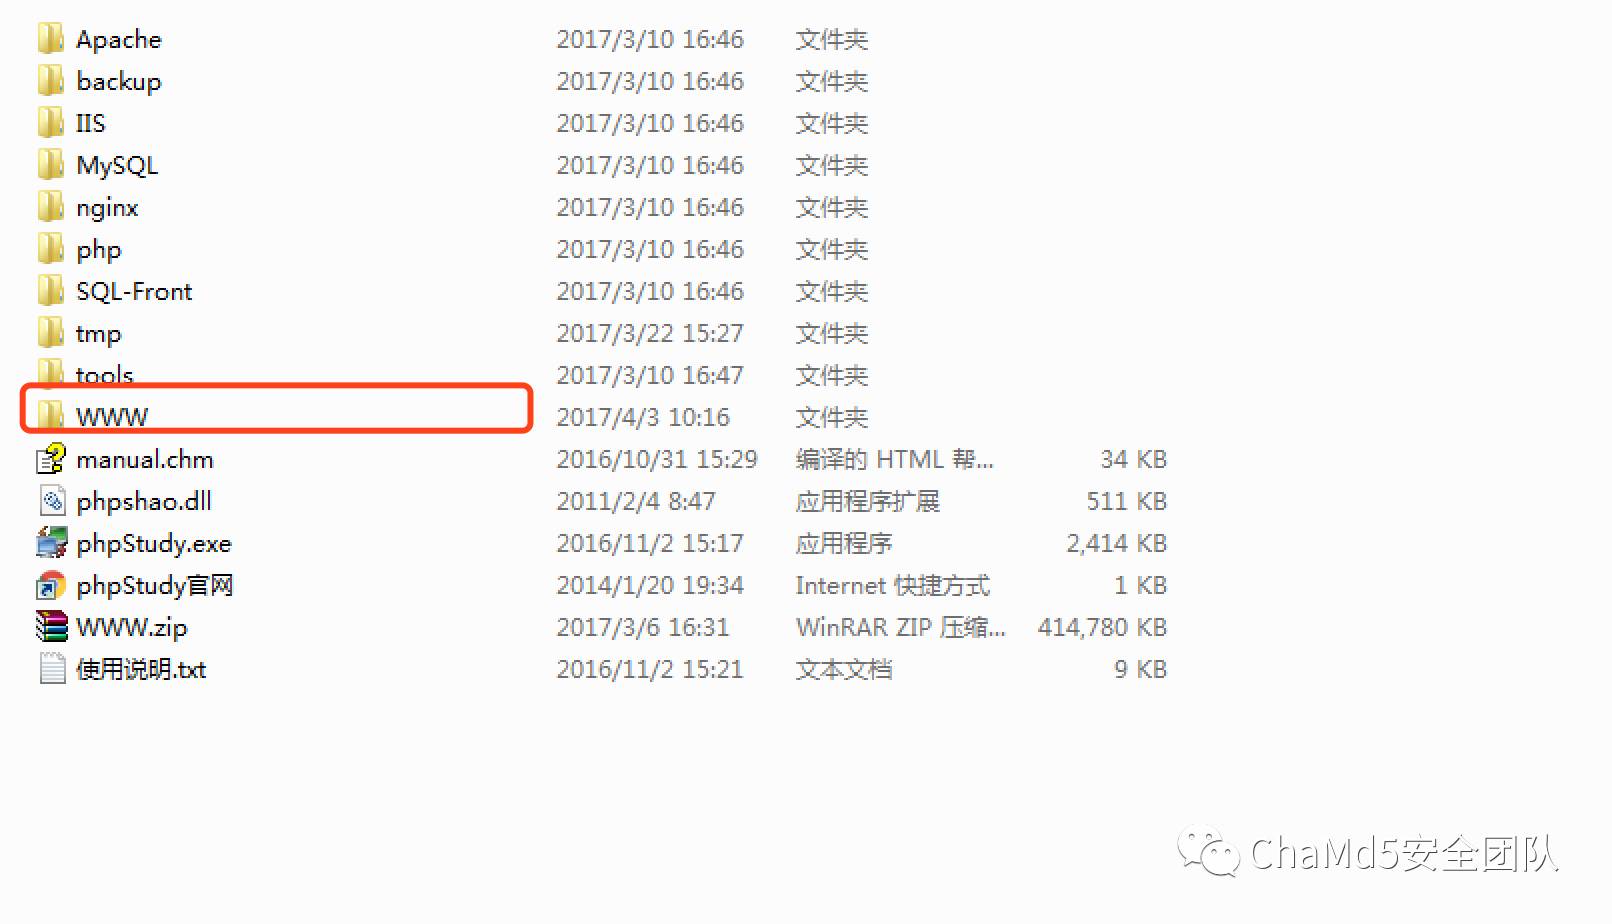 Apache 2017/3/10 16:46 文件夹
backup 2017/3/10 16:46 文件夹
IIS 2017/3/10 16:46 文件夹
MySQL 2017/3/10 16:46 文件夹
nginx 2017/3/10 16:46 文件夹
php 2017/3/10 16:46 文件夹
SQL-Front 2017/3/10 16:46 文件夹
tmp 2017/3/22 15:27 文件夹
tools 2017/3/10 16:47 文件夹
WWW 2017/4/3 10:16 文件夹
manual.chm 2016/10/31 15:29 编译的 HTML 帮... 34 KB
phpshao.dll 2011/2/4 8:47 应用程序扩展 511 KB
phpStudy.exe 2016/11/2 15:17 应用程序 2,414 KB
phpStudy官网 2014/1/20 19:34 Internet 快捷方式 1 KB
WWW.zip 2017/3/6 16:31 WinRAR ZIP 压缩... 414,780 KB
使用说明.txt 2016/11/2 15:21 文本文档 9 KB
ChaMd5安全团队